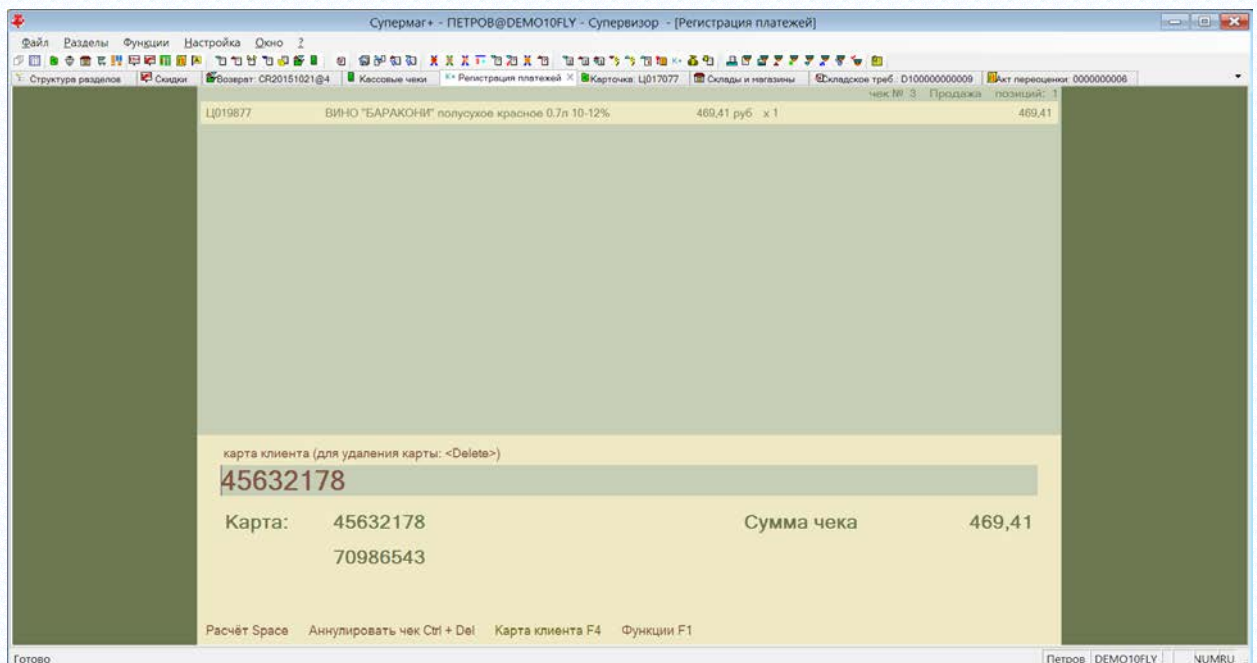 Супермаг+ - ПЕТРОВ@DEMO10FLY - Супервизор - [Регистрация платежей]
Файл Разделы Функции Настройка Окно ?
Структура разделов Скидки Возврат: CR20151021@4 Кассовые чеки Регистрация платежей Карточка: Ц017077 Склады и магазины Складское треб.: D100000000009 Акт переоценки: 0000000006
чек № 3 Продажа позиций: 1
Ц019877 ВИНО "БАРАКОНИ" полусухое красное 0.7л 10-12% 469,41 руб x 1 469,41
карта клиента (для удаления карты: <Delete>)
45632178
Карта: 45632178 Сумма чека 469,41
70986543
Расчёт Space Аннулировать чек Ctrl + Del Карта клиента F4 Функции F1
Готово Петров DEMO10FLY NUMRU